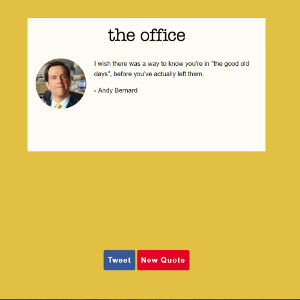 the office
I wish there was a way to know you're in "the good old
days", before you've actually left them.
- Andy Bernard
Tweet New Quote